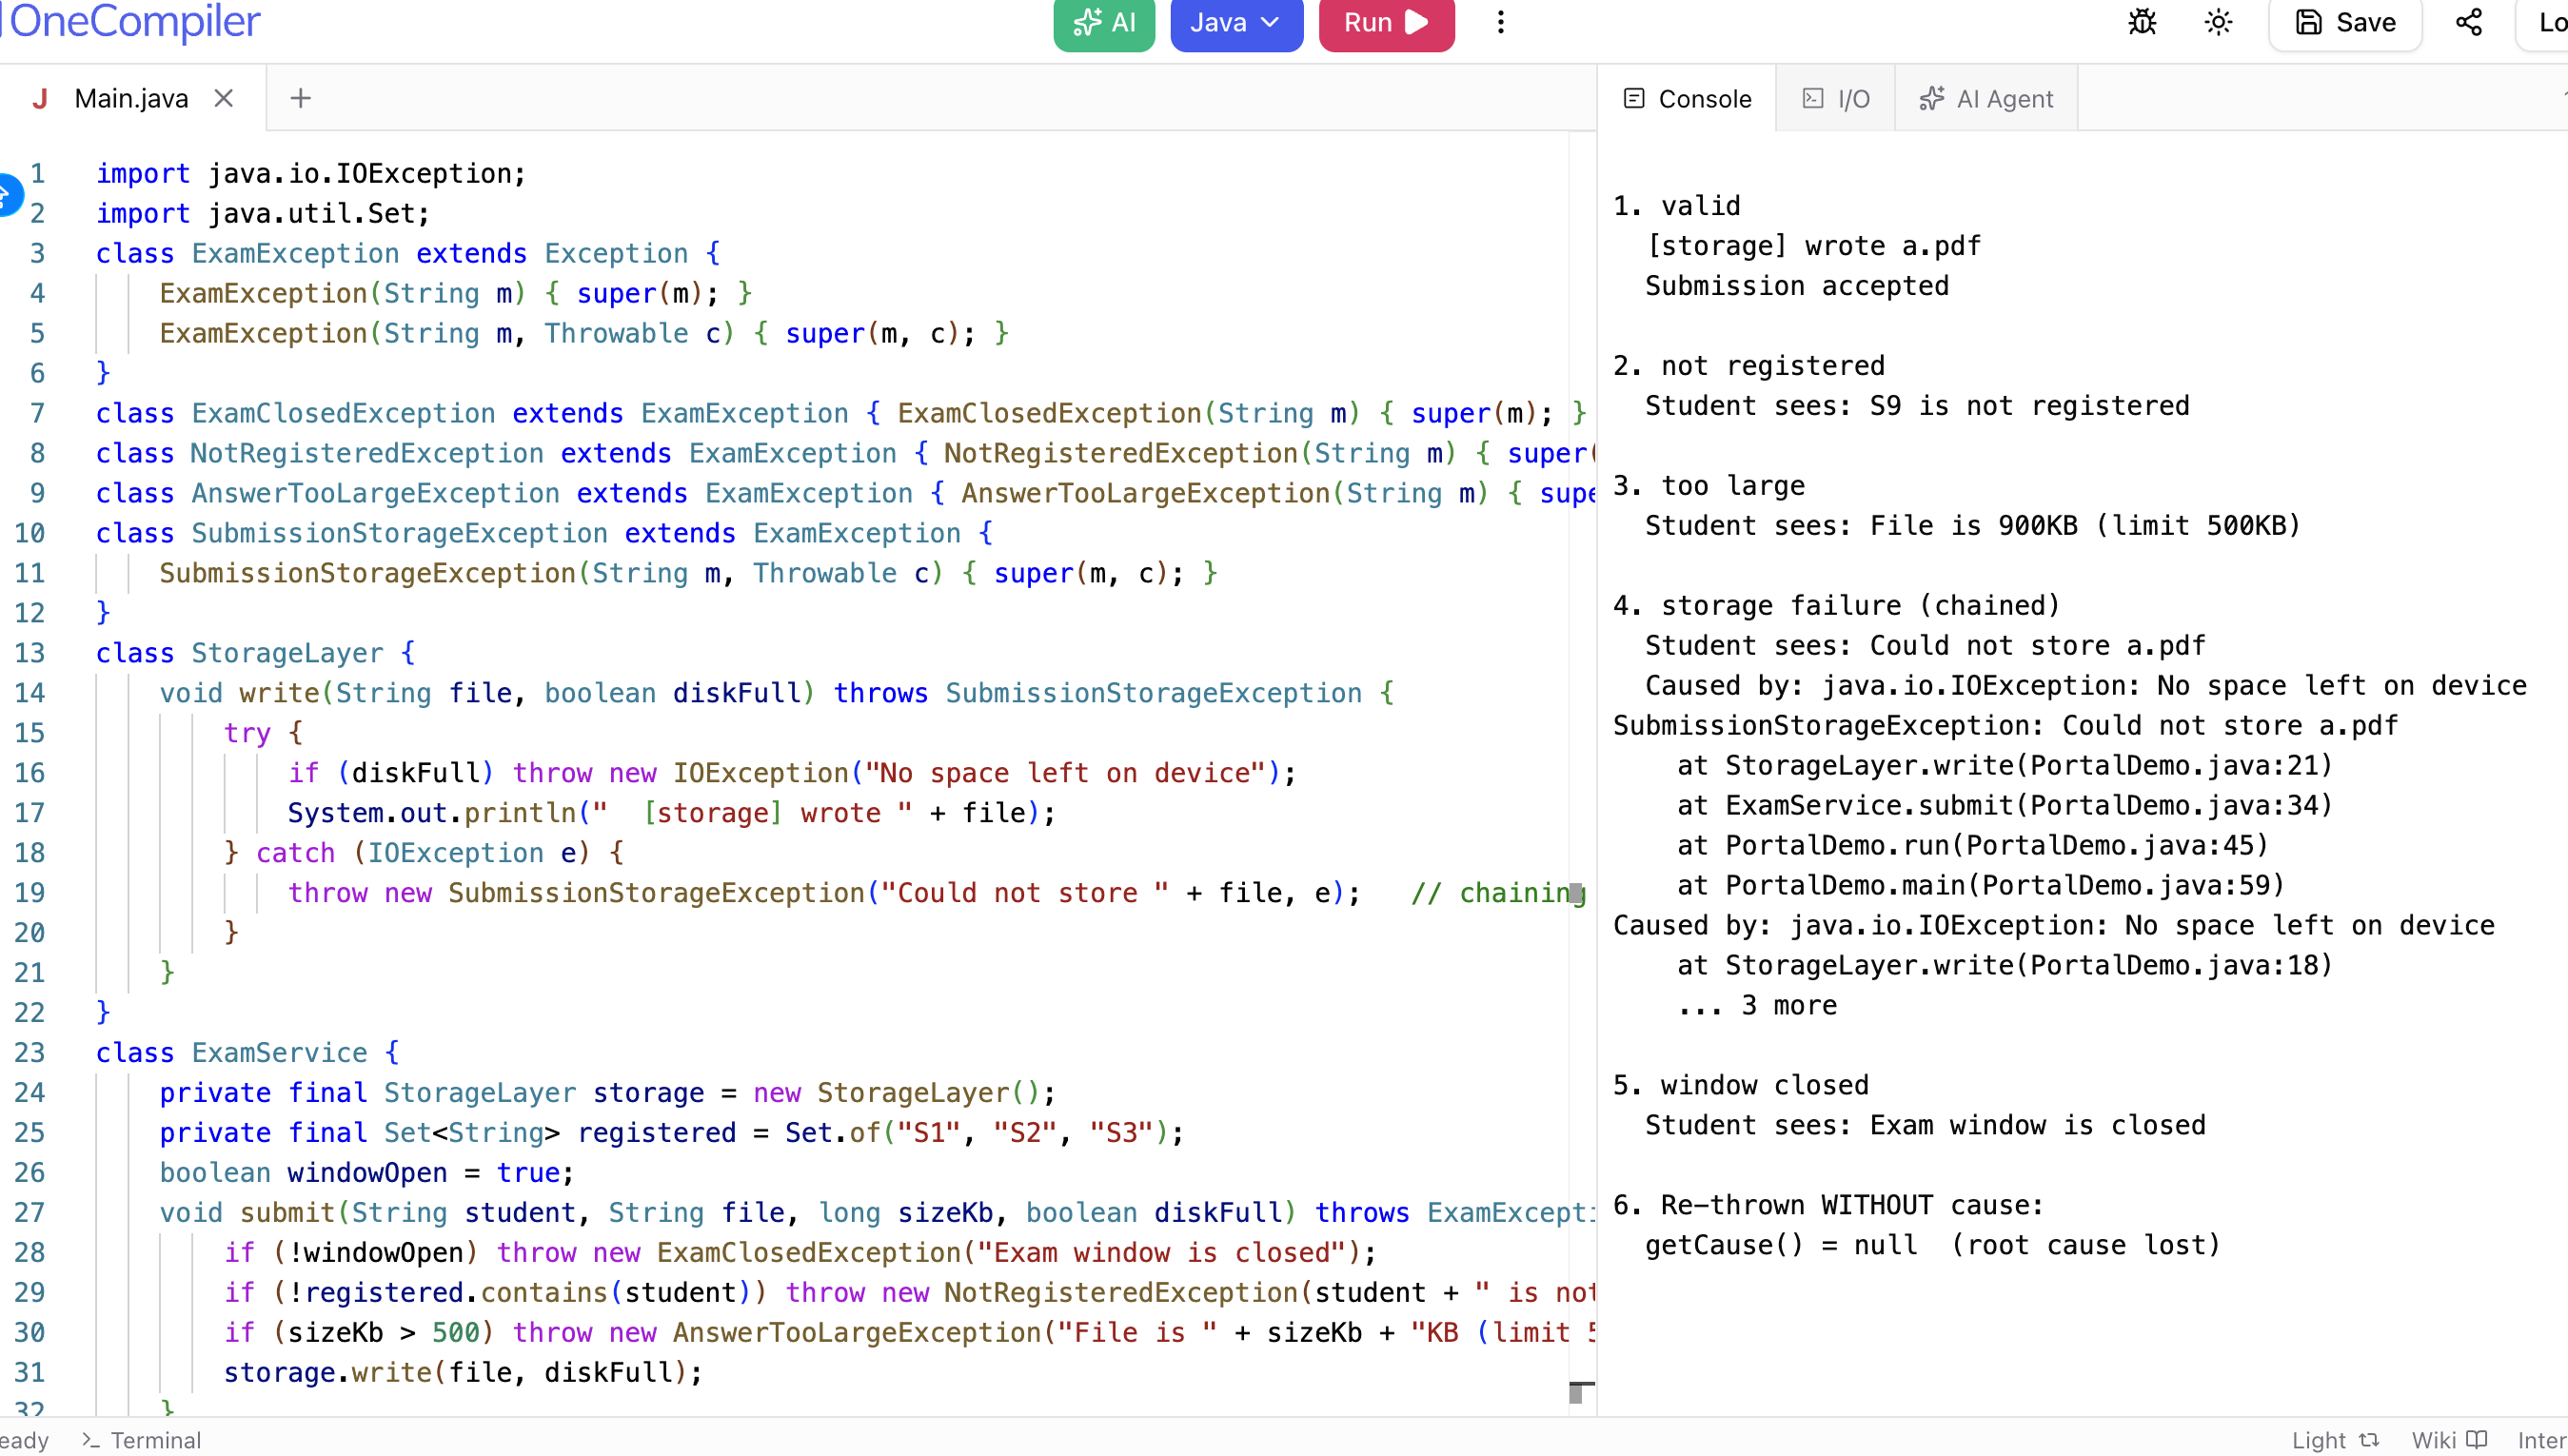 OneCompiler
AI
Java
Run
Save
Lo
J Main.java
Console
I/O
AI Agent
1 import java.io.IOException;
2 import java.util.Set;
3 class ExamException extends Exception {
4 ExamException(String m) { super(m); }
5 ExamException(String m, Throwable c) { super(m, c); }
6 }
7 class ExamClosedException extends ExamException { ExamClosedException(String m) { super(m); }
8 class NotRegisteredException extends ExamException { NotRegisteredException(String m) { super(
9 class AnswerTooLargeException extends ExamException { AnswerTooLargeException(String m) { supe
10 class SubmissionStorageException extends ExamException {
11 SubmissionStorageException(String m, Throwable c) { super(m, c); }
12 }
13 class StorageLayer {
14 void write(String file, boolean diskFull) throws SubmissionStorageException {
15 try {
16 if (diskFull) throw new IOException("No space left on device");
17 System.out.println("  [storage] wrote " + file);
18 } catch (IOException e) {
19 throw new SubmissionStorageException("Could not store " + file, e);   // chaining
20 }
21 }
22 }
23 class ExamService {
24 private final StorageLayer storage = new StorageLayer();
25 private final Set<String> registered = Set.of("S1", "S2", "S3");
26 boolean windowOpen = true;
27 void submit(String student, String file, long sizeKb, boolean diskFull) throws ExamExcepti
28 if (!windowOpen) throw new ExamClosedException("Exam window is closed");
29 if (!registered.contains(student)) throw new NotRegisteredException(student + " is not
30 if (sizeKb > 500) throw new AnswerTooLargeException("File is " + sizeKb + "KB (limit 5
31 storage.write(file, diskFull);
32 }
1. valid
[storage] wrote a.pdf
Submission accepted
2. not registered
Student sees: S9 is not registered
3. too large
Student sees: File is 900KB (limit 500KB)
4. storage failure (chained)
Student sees: Could not store a.pdf
Caused by: java.io.IOException: No space left on device
SubmissionStorageException: Could not store a.pdf
at StorageLayer.write(PortalDemo.java:21)
at ExamService.submit(PortalDemo.java:34)
at PortalDemo.run(PortalDemo.java:45)
at PortalDemo.main(PortalDemo.java:59)
Caused by: java.io.IOException: No space left on device
at StorageLayer.write(PortalDemo.java:18)
... 3 more
5. window closed
Student sees: Exam window is closed
6. Re-thrown WITHOUT cause:
getCause() = null  (root cause lost)
eady
Terminal
Light
Wiki
Inter